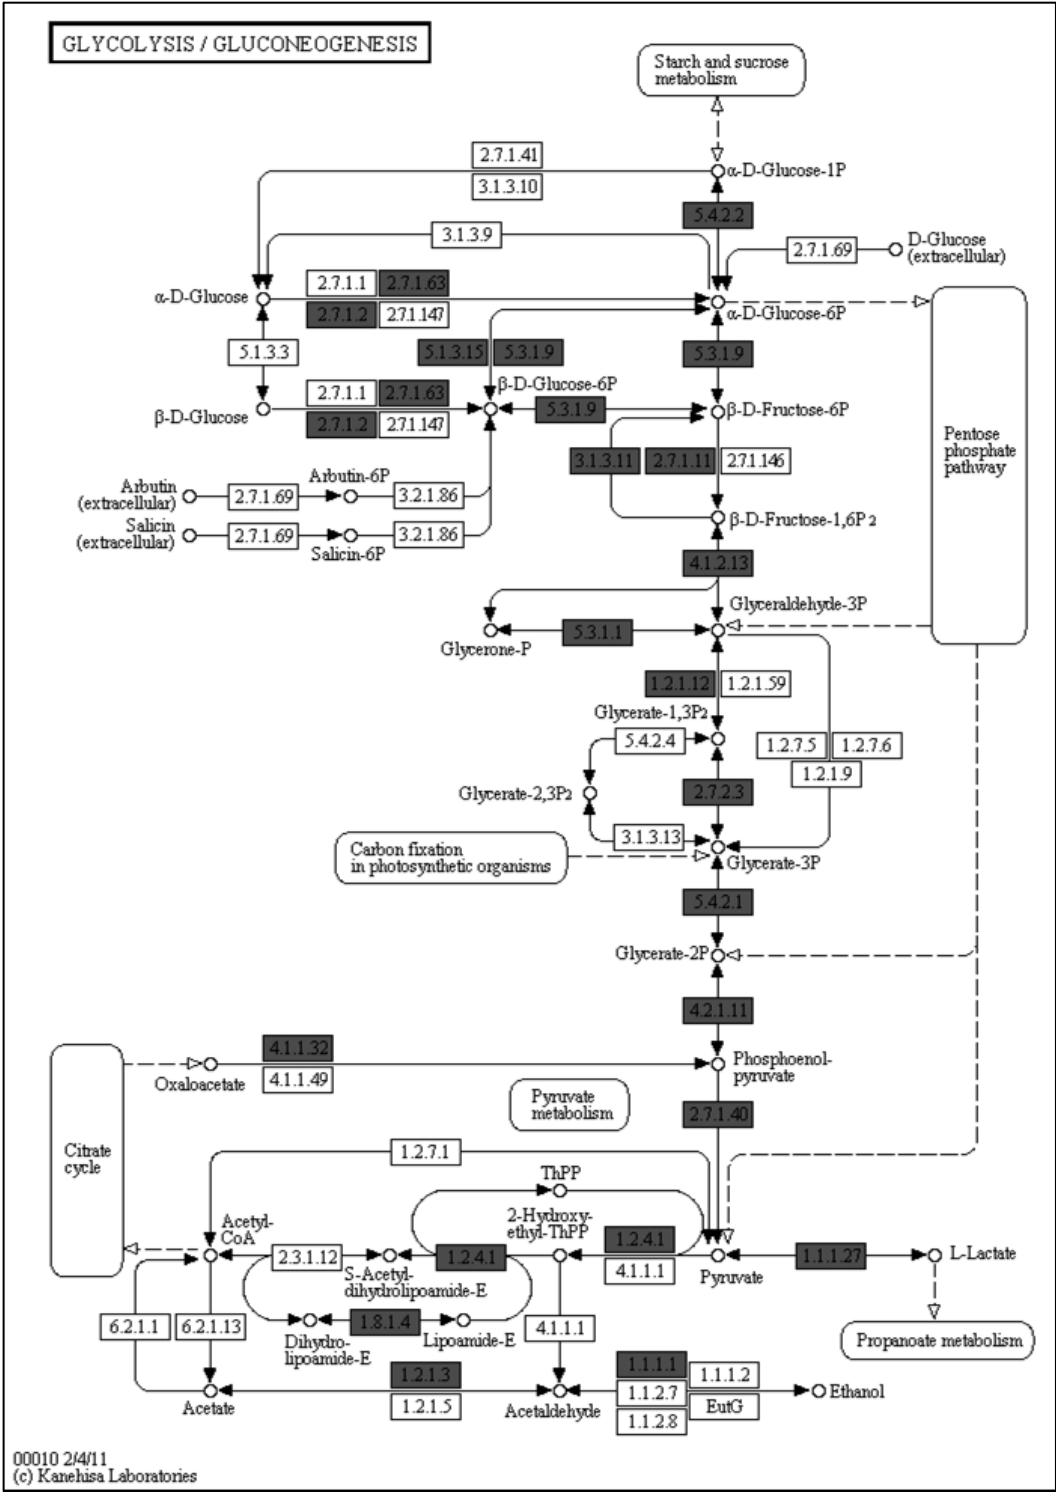 GLYCOLYSIS / GLUCONEOGENESIS
Starch and sucrose
metabolism
2.7.1.41
3.1.3.10
α-D-Glucose-1P
5.4.2.2
3.1.3.9
2.7.1.69
D-Glucose
(extracellular)
2.7.1.1
2.7.1.63
α-D-Glucose
2.7.1.2
2.7.1.147
α-D-Glucose-6P
5.1.3.3
5.1.3.15
5.3.1.9
5.3.1.9
2.7.1.1
2.7.1.63
β-D-Glucose-6P
β-D-Glucose
2.7.1.2
2.7.1.147
5.3.1.9
β-D-Fructose-6P
Pentose
phosphate
pathway
3.1.3.11
2.7.1.11
2.7.1.146
Arbutin
(extracellular)
2.7.1.69
Arbutin-6P
3.2.1.86
Salicin
(extracellular)
2.7.1.69
Salicin-6P
3.2.1.86
β-D-Fructose-1,6P2
4.1.2.13
Glyceraldehyde-3P
Glycerone-P
5.3.1.1
1.2.1.12
1.2.1.59
Glycerate-1,3P2
5.4.2.4
1.2.7.5
1.2.7.6
1.2.1.9
Glycerate-2,3P2
2.7.2.3
3.1.3.13
Carbon fixation
in photosynthetic organisms
Glycerate-3P
5.4.2.1
Glycerate-2P
4.2.1.11
4.1.1.32
Oxaloacetate
4.1.1.49
Phosphoenol-
pyruvate
Pyruvate
metabolism
2.7.1.40
Citrate
cycle
1.2.7.1
ThPP
Acetyl-
CoA
2-Hydroxy-
ethyl-ThPP
2.3.1.12
1.2.4.1
1.2.4.1
4.1.1.1
Pyruvate
1.1.1.27
L-Lactate
S-Acetyl-
dihydrolipoamide-E
6.2.1.1
6.2.1.13
1.8.1.4
Dihydro-
lipoamide-E
Lipoamide-E
4.1.1.1
Propanoate metabolism
1.2.1.3
1.2.1.5
Acetate
Acetaldehyde
1.1.1.1
1.1.1.2
1.1.2.7
EutG
1.1.2.8
Ethanol
00010 2/4/11
(c) Kanehisa Laboratories